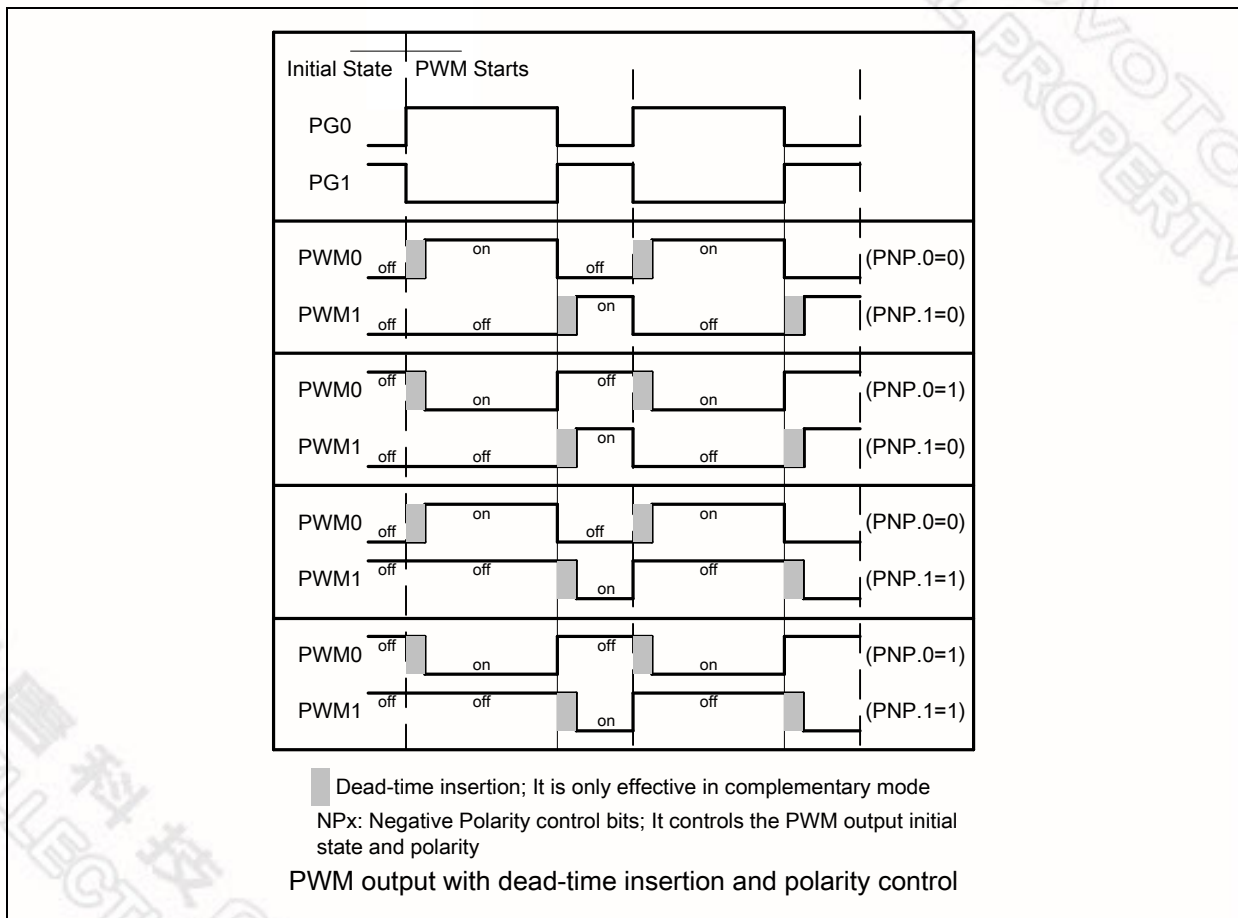 Initial State PWM Starts
PG0
PG1
PWM0 off on off on (PNP.0=0)
PWM1 off off on off (PNP.1=0)
PWM0 off on off on (PNP.0=1)
PWM1 off off on off (PNP.1=0)
PWM0 off on off on (PNP.0=0)
PWM1 off off on off (PNP.1=1)
PWM0 off on off on (PNP.0=1)
PWM1 off off on off (PNP.1=1)
Dead-time insertion; It is only effective in complementary mode
NPx: Negative Polarity control bits; It controls the PWM output initial
state and polarity
PWM output with dead-time insertion and polarity control
PROPERTY
科技